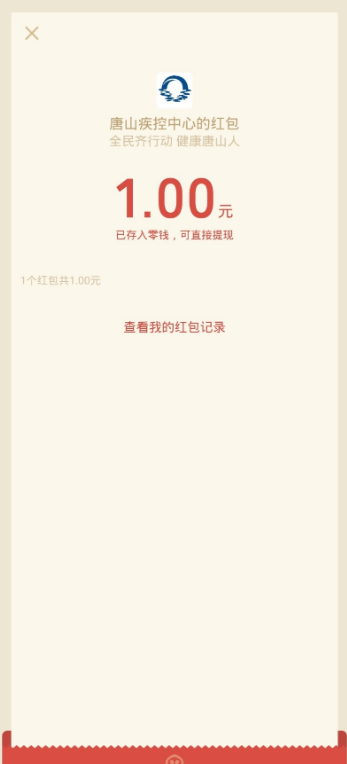 唐山疾控中心的红包
全民齐行动 健康唐山人
1.00元
已存入零钱，可直接提现
1个红包共1.00元
查看我的红包记录